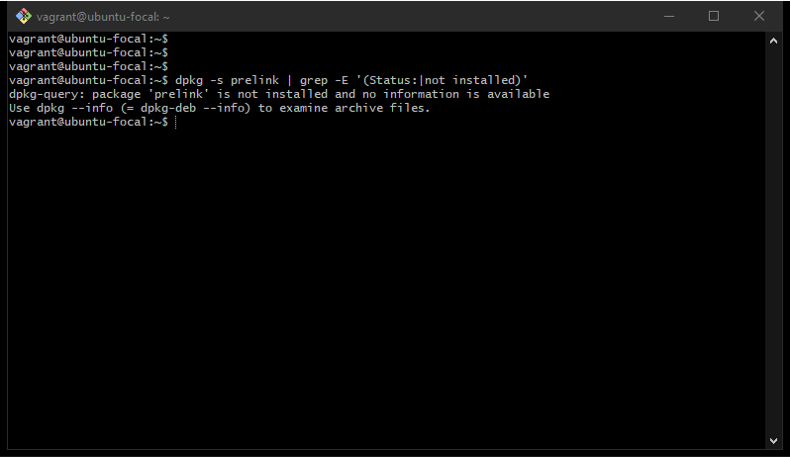 vagrant@ubuntu-focal: ~
vagrant@ubuntu-focal:~$
vagrant@ubuntu-focal:~$
vagrant@ubuntu-focal:~$
vagrant@ubuntu-focal:~$ dpkg -s prelink | grep -E '(Status:|not installed)'
dpkg-query: package 'prelink' is not installed and no information is available
Use dpkg --info (= dpkg-deb --info) to examine archive files.
vagrant@ubuntu-focal:~$